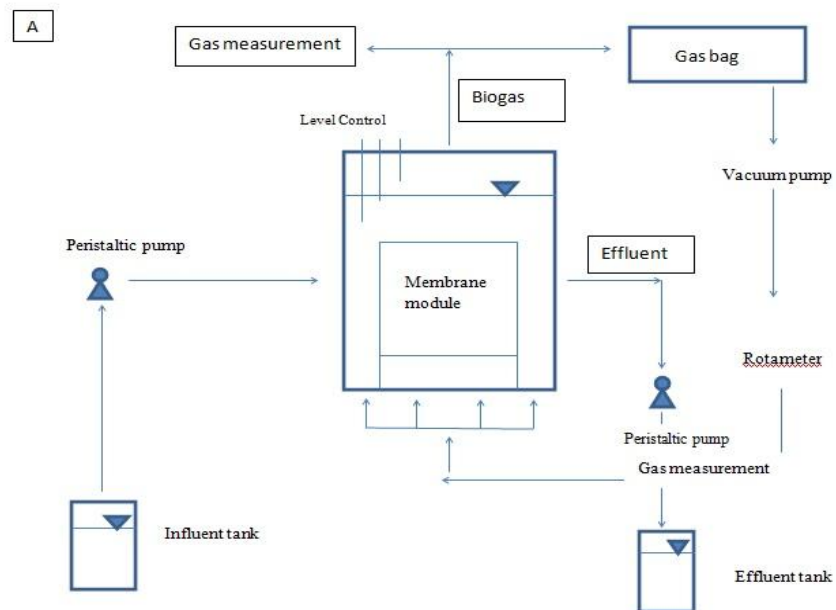 A
Gas measurement
Gas bag
Biogas
Level Control
Vacuum pump
Peristaltic pump
Effluent
Membrane
module
Rotameter
Peristaltic pump
Gas measurement
Influent tank
Effluent tank